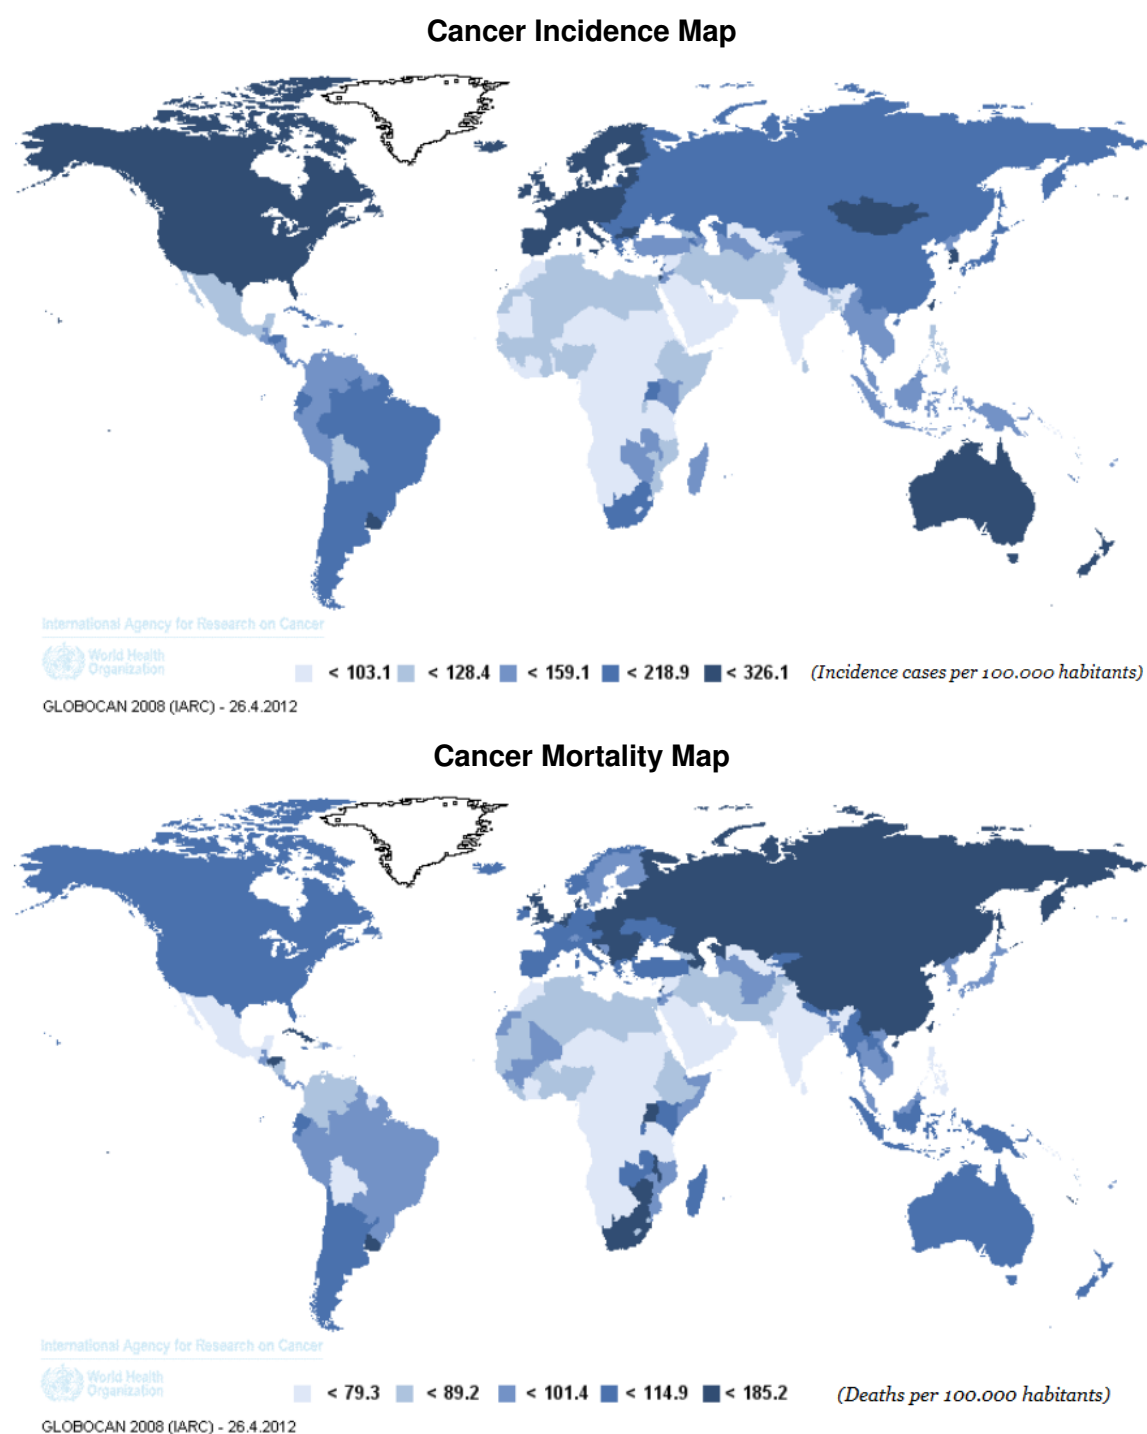 Cancer Incidence Map
International Agency for Research on Cancer
World Health
Organization
< 103.1 < 128.4 < 159.1 < 218.9 < 326.1 (Incidence cases per 100.000 habitants)
GLOBOCAN 2008 (IARC) - 26.4.2012
Cancer Mortality Map
International Agency for Research on Cancer
World Health
Organization
< 79.3 < 89.2 < 101.4 < 114.9 < 185.2 (Deaths per 100.000 habitants)
GLOBOCAN 2008 (IARC) - 26.4.2012